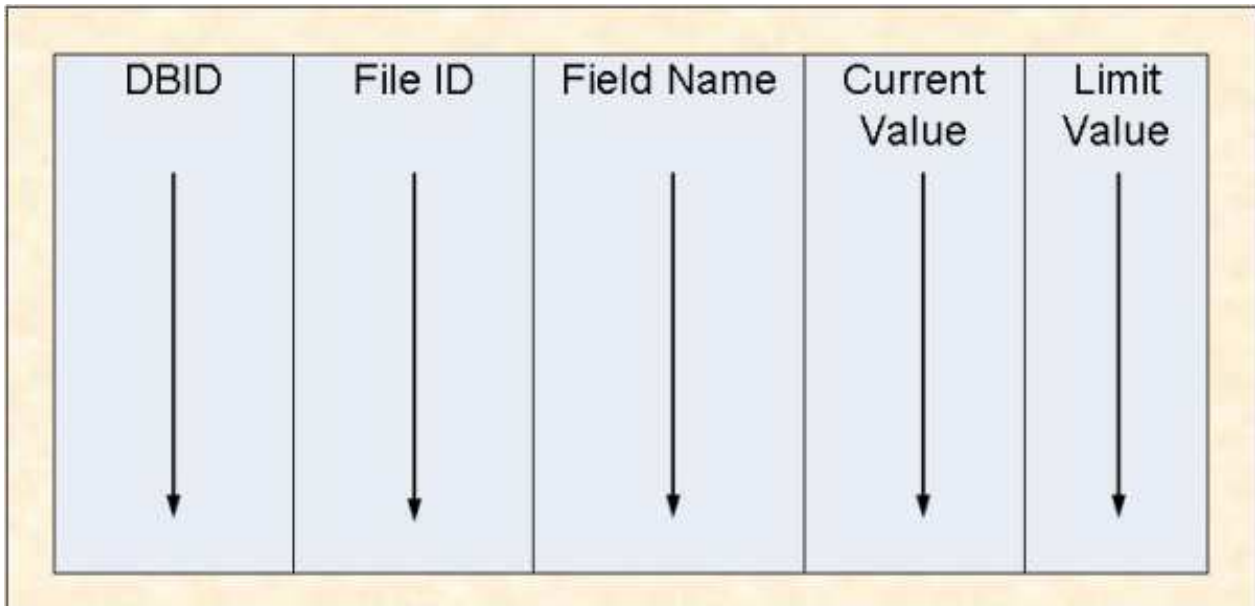 DBID
File ID
Field Name
Current
Value
Limit
Value